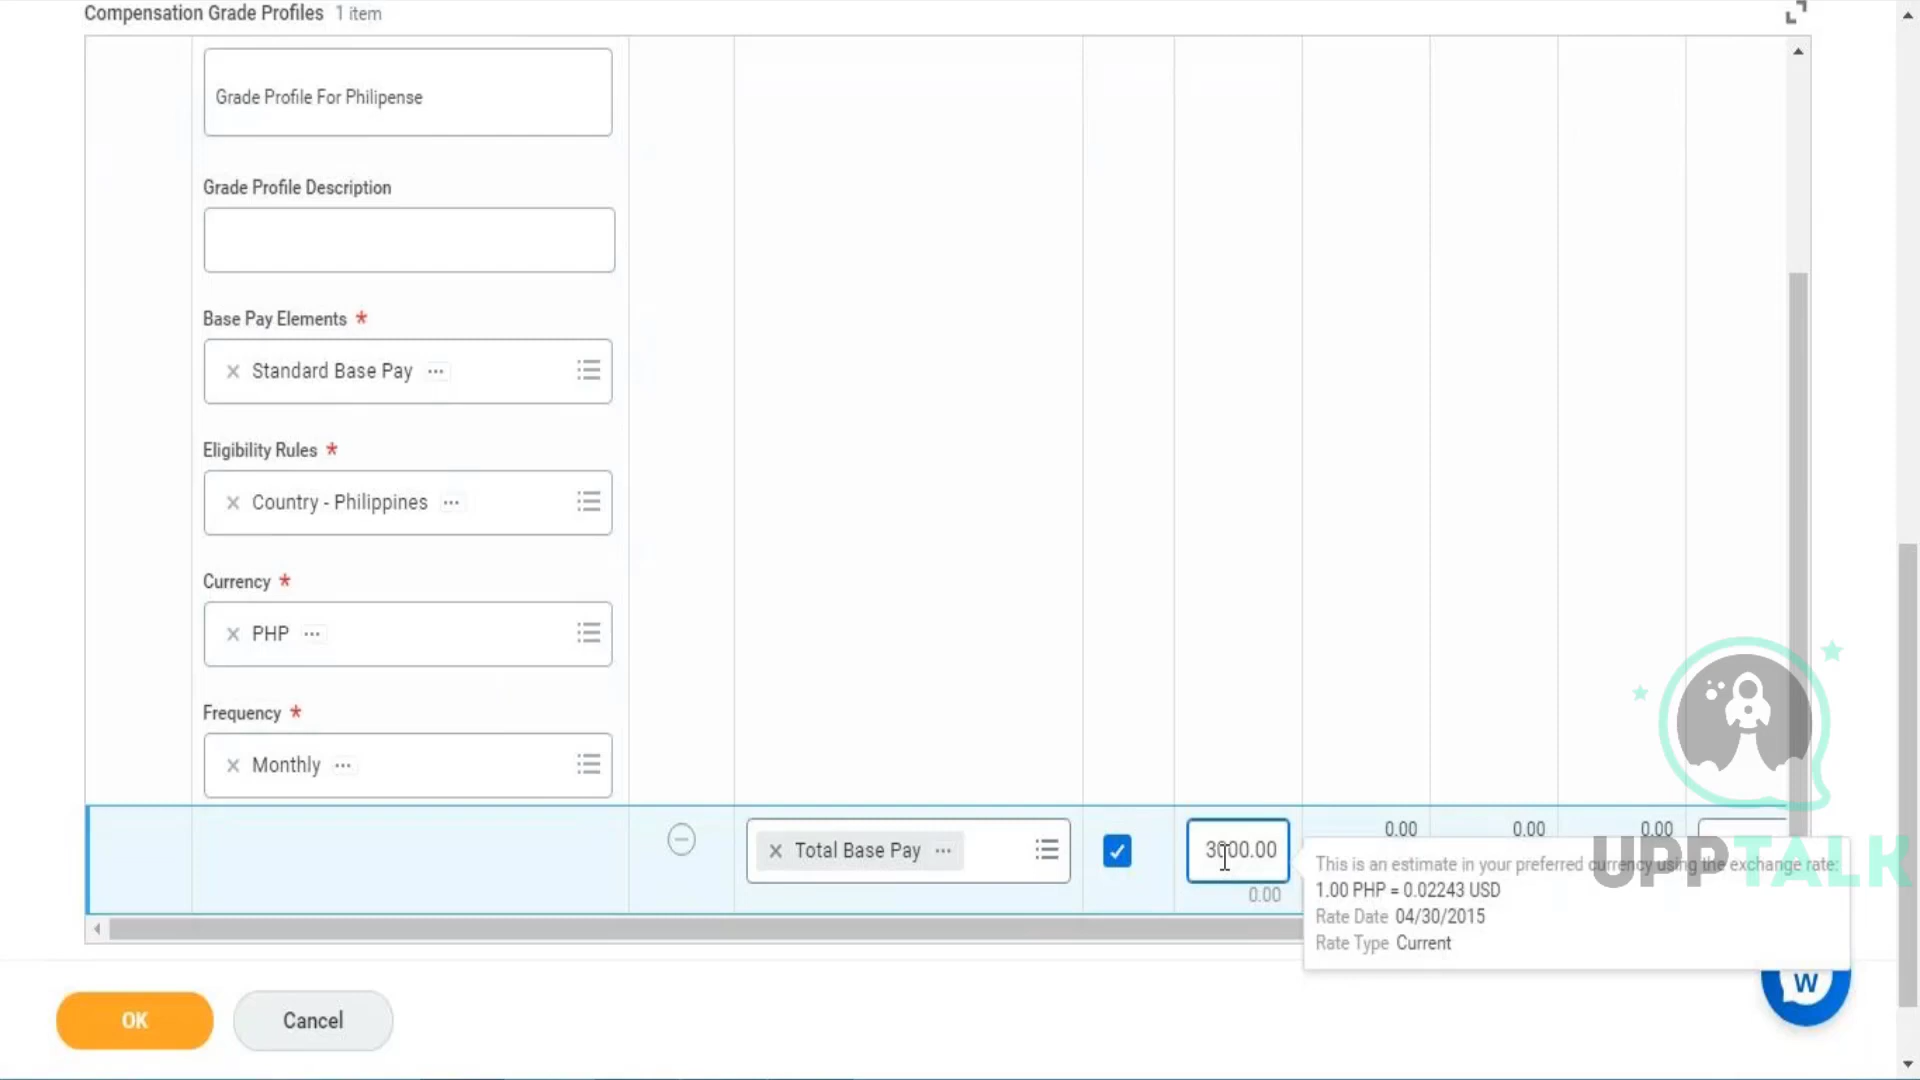 Compensation Grade Profiles 1 item
Grade Profile For Philipense
Grade Profile Description
Base Pay Elements *
× Standard Base Pay ...
Eligibility Rules *
× Country - Philippines ...
Currency *
× PHP ...
Frequency *
× Monthly ...
× Total Base Pay ...
3000.00
0.00
0.00 0.00 0.00
This is an estimate in your preferred currency using the exchange rate:
1.00 PHP = 0.02243 USD
Rate Date 04/30/2015
Rate Type Current
UPPTALK
W
OK Cancel